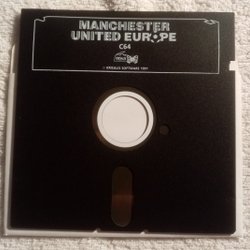 MANCHESTER
UNITED EUROPE
C64
© KRISALIS SOFTWARE 1991